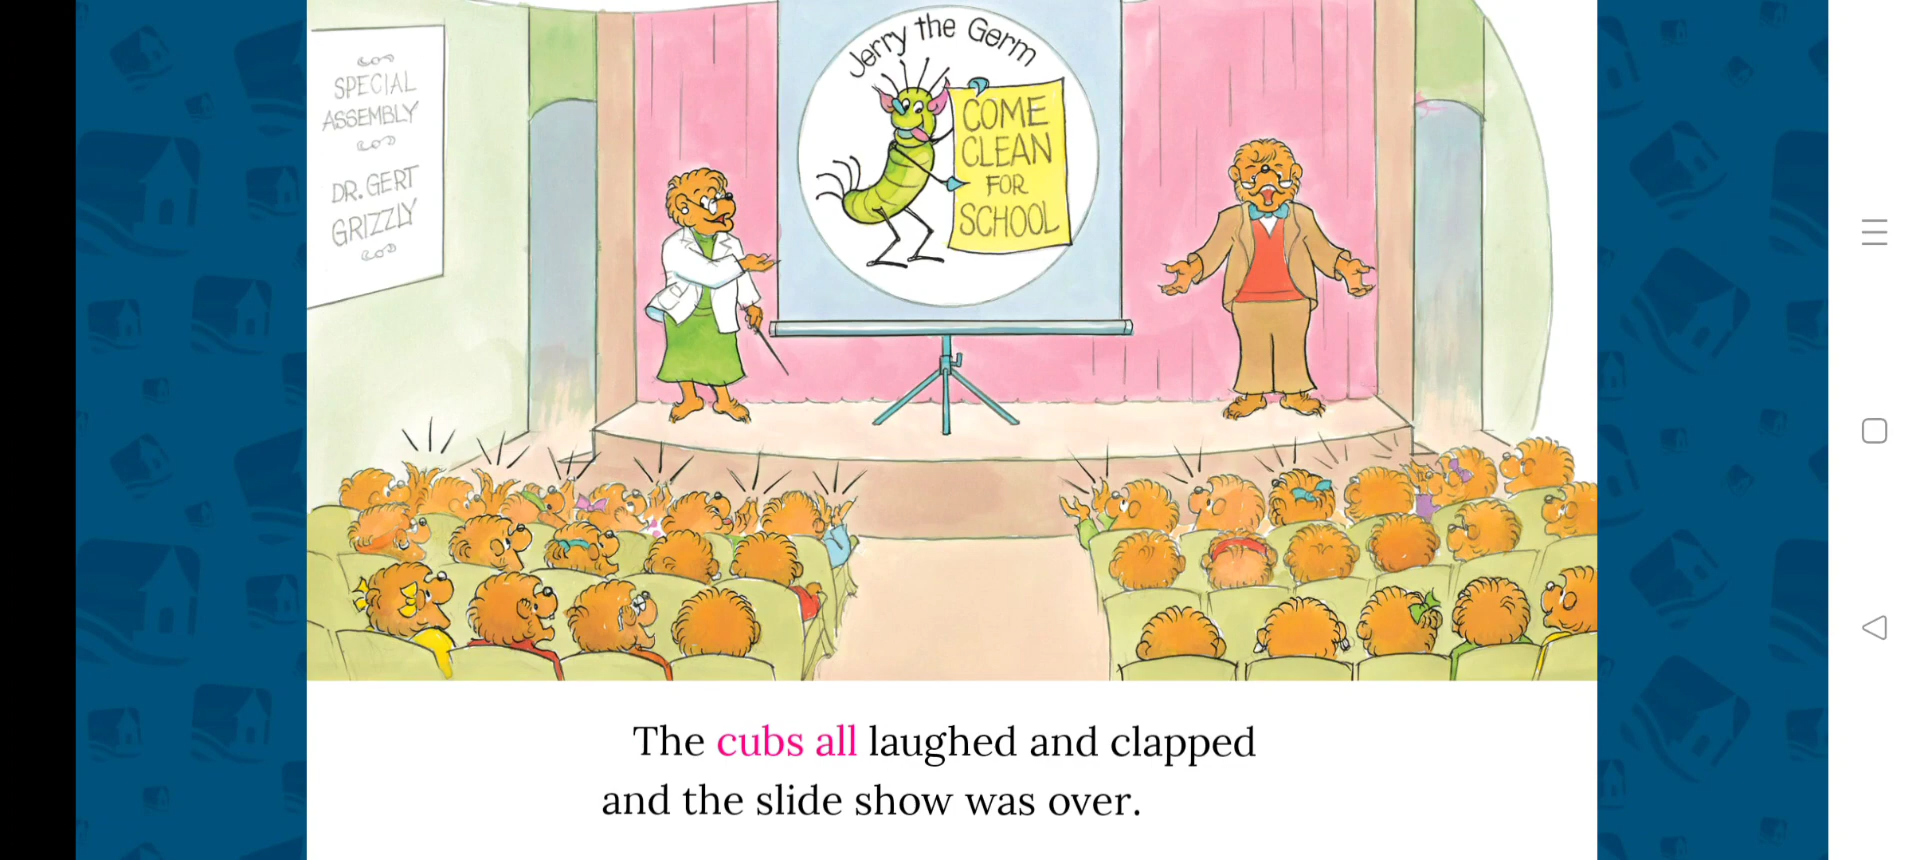 SPECIAL
ASSEMBLY
DR. GERT
GRIZZLY
Jerry the Germ
COME
CLEAN
FOR
SCHOOL
The cubs all laughed and clapped
and the slide show was over.